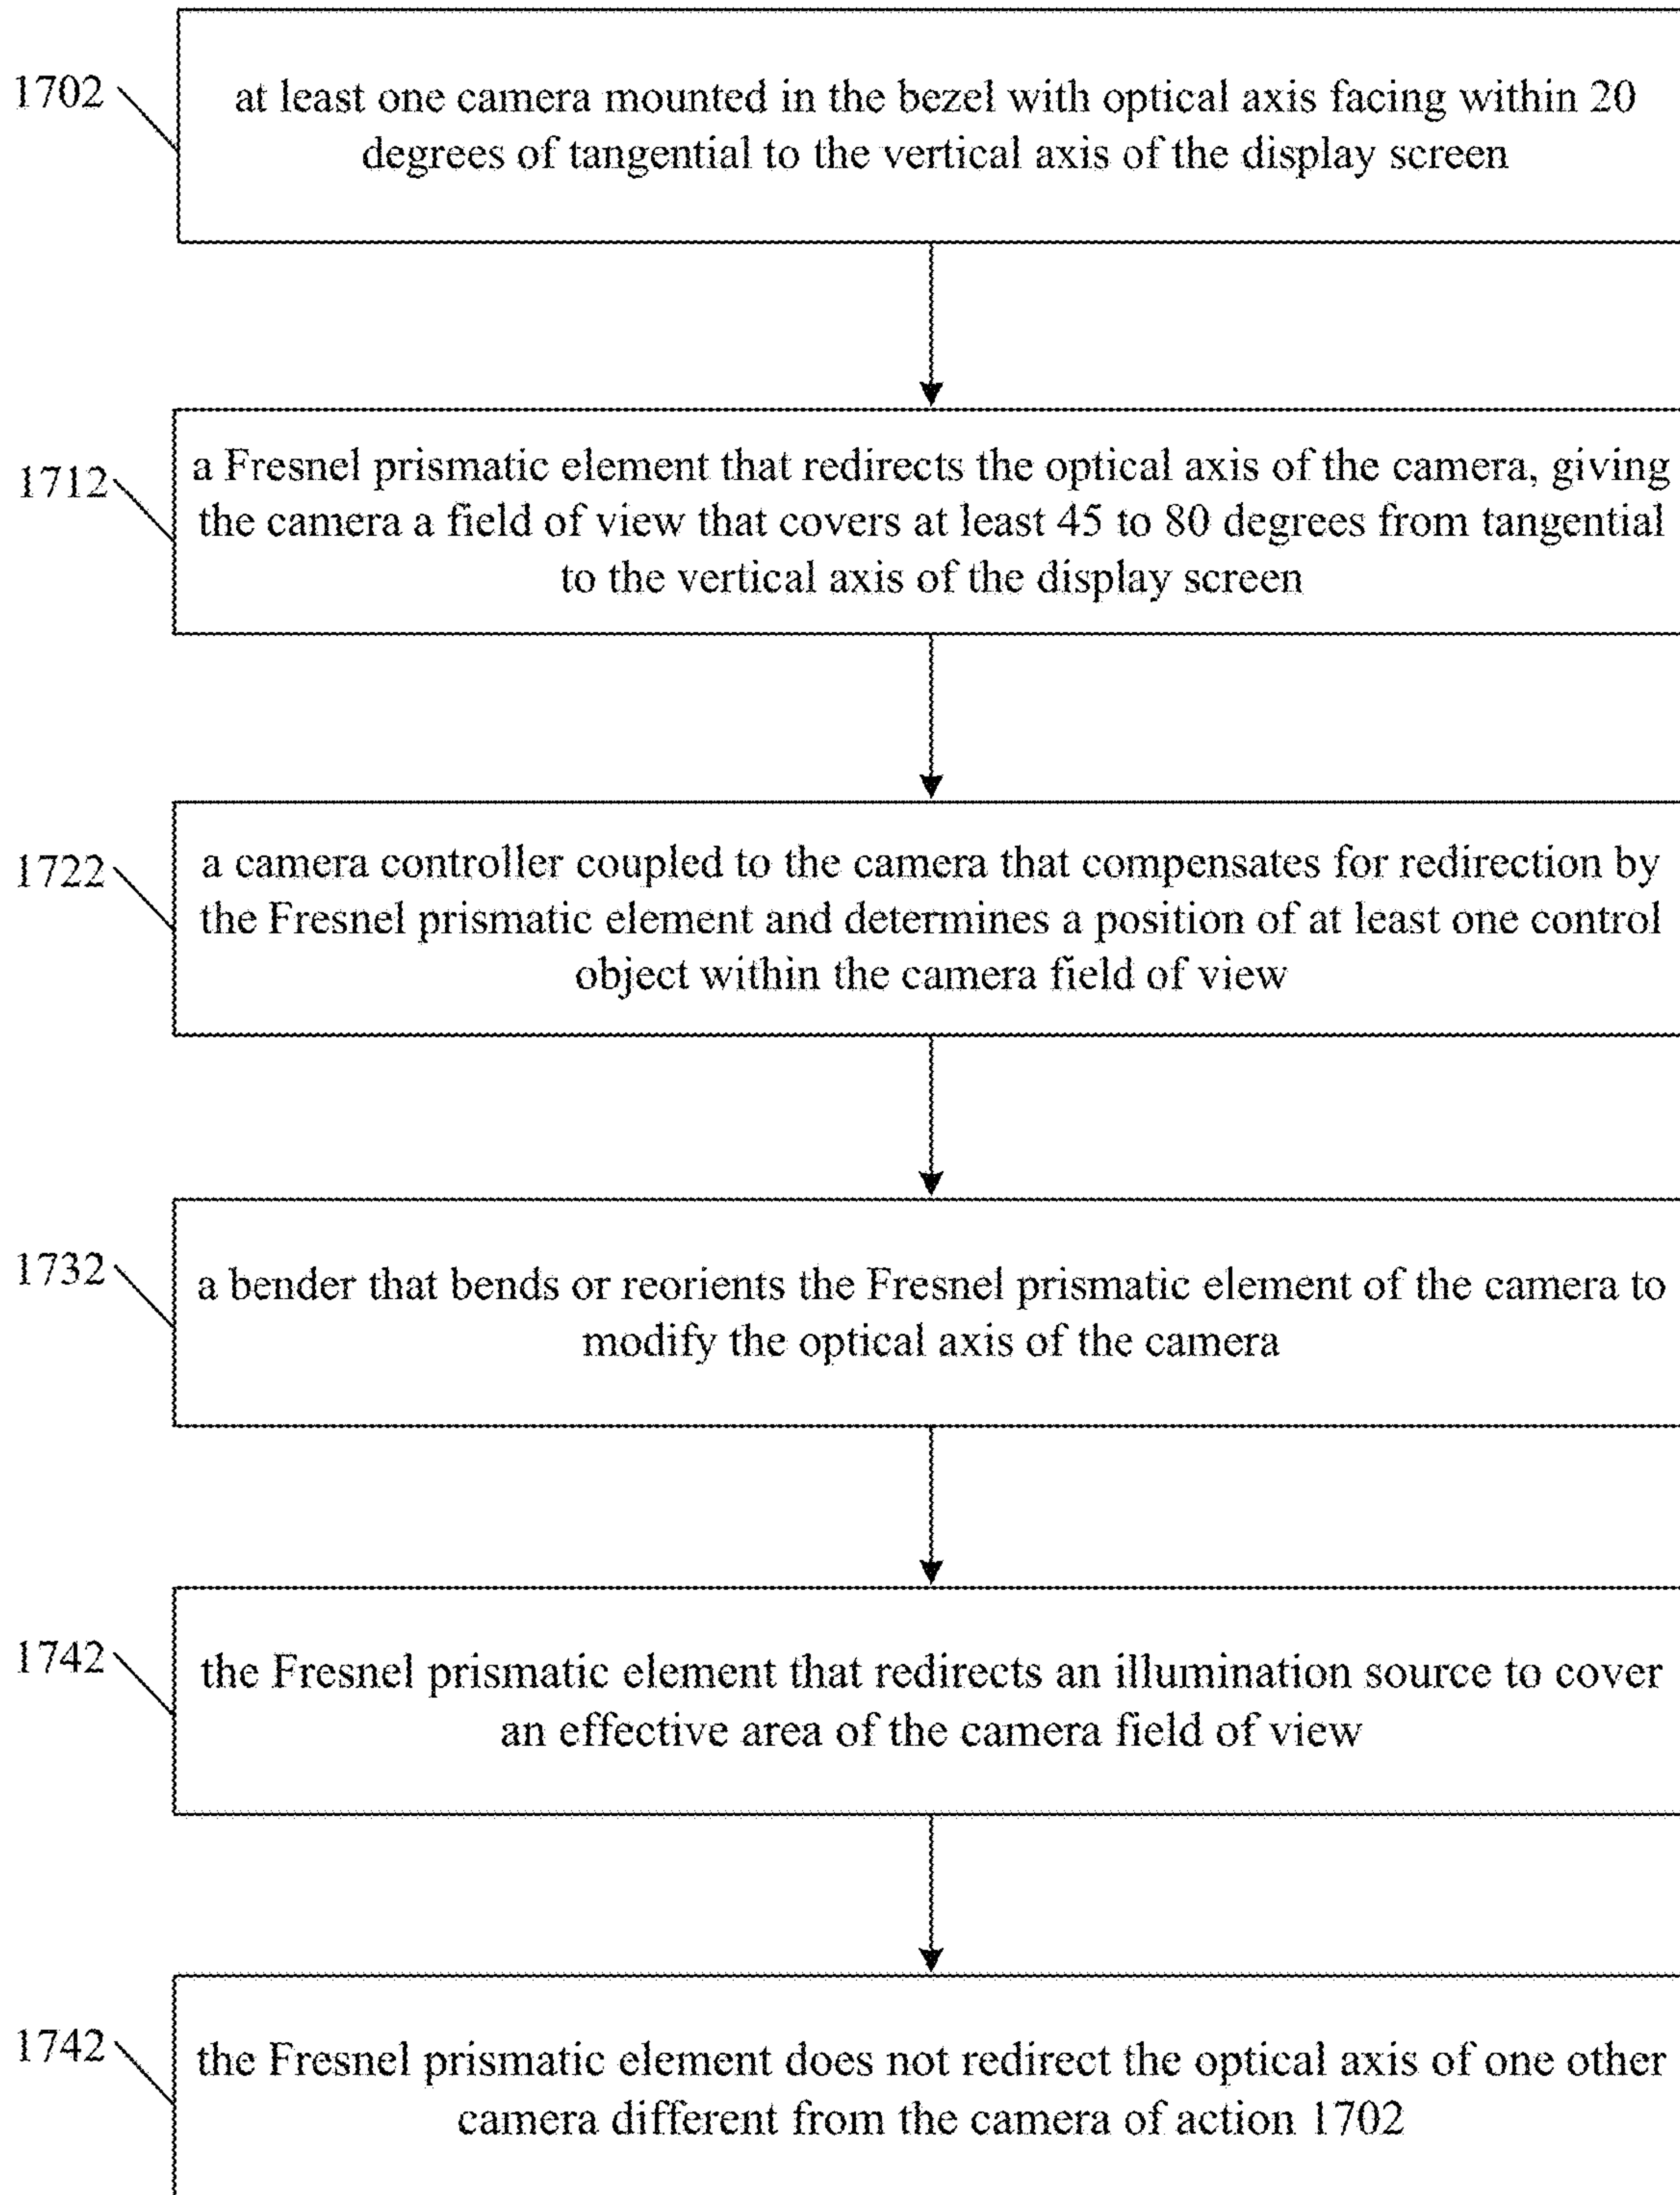 1702
at least one camera mounted in the bezel with optical axis facing within 20
degrees of tangential to the vertical axis of the display screen
1712
a Fresnel prismatic element that redirects the optical axis of the camera, giving
the camera a field of view that covers at least 45 to 80 degrees from tangential
to the vertical axis of the display screen
1722
a camera controller coupled to the camera that compensates for redirection by
the Fresnel prismatic element and determines a position of at least one control
object within the camera field of view
1732
a bender that bends or reorients the Fresnel prismatic element of the camera to
modify the optical axis of the camera
1742
the Fresnel prismatic element that redirects an illumination source to cover
an effective area of the camera field of view
1742
the Fresnel prismatic element does not redirect the optical axis of one other
camera different from the camera of action 1702